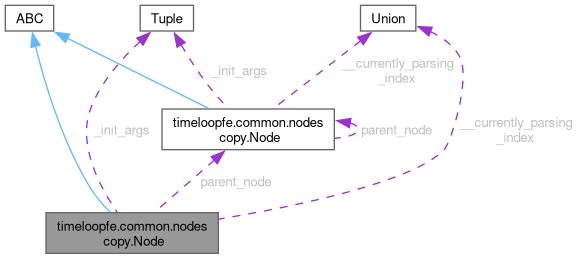 ABC
Tuple
Union
_init_args
__currently_parsing
_index
timeloopfe.common.nodes
copy.Node
_init_args
parent_node
__currently_parsing
_index
parent_node
timeloopfe.common.nodes
copy.Node